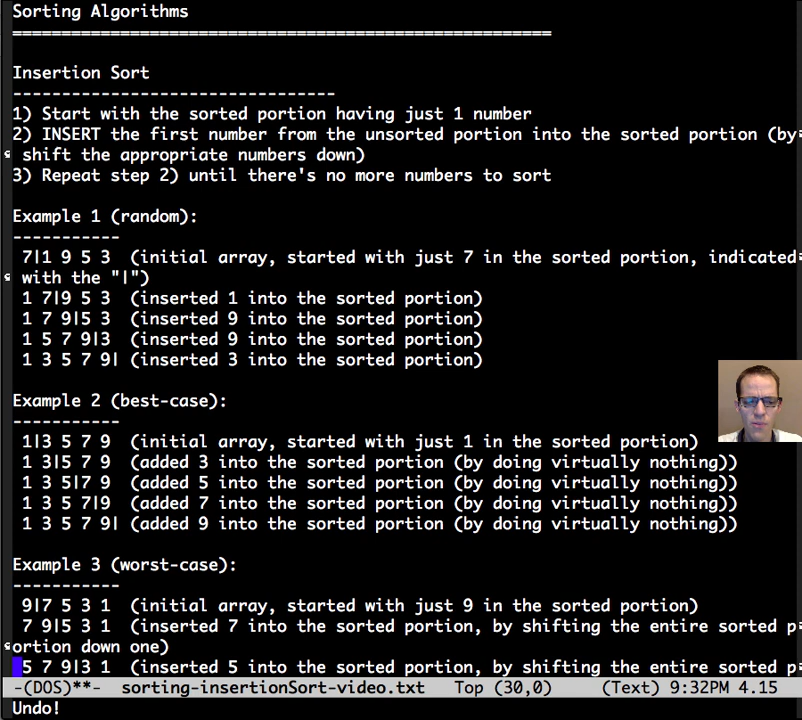 Sorting Algorithms
=======================================================
Insertion Sort
---------------------------------
1) Start with the sorted portion having just 1 number
2) INSERT the first number from the unsorted portion into the sorted portion (by
shift the appropriate numbers down)
3) Repeat step 2) until there's no more numbers to sort
Example 1 (random):
-----------
7|1 9 5 3  (initial array, started with just 7 in the sorted portion, indicated
with the "|")
1 7|9 5 3  (inserted 1 into the sorted portion)
1 7 9|5 3  (inserted 9 into the sorted portion)
1 5 7 9|3  (inserted 9 into the sorted portion)
1 3 5 7 9|  (inserted 3 into the sorted portion)
Example 2 (best-case):
-----------
1|3 5 7 9  (initial array, started with just 1 in the sorted portion)
1 3|5 7 9  (added 3 into the sorted portion (by doing virtually nothing))
1 3 5|7 9  (added 5 into the sorted portion (by doing virtually nothing))
1 3 5 7|9  (added 7 into the sorted portion (by doing virtually nothing))
1 3 5 7 9|  (added 9 into the sorted portion (by doing virtually nothing))
Example 3 (worst-case):
-----------
9|7 5 3 1  (initial array, started with just 9 in the sorted portion)
7 9|5 3 1  (inserted 7 into the sorted portion, by shifting the entire sorted p
ortion down one)
5 7 9|3 1  (inserted 5 into the sorted portion, by shifting the entire sorted p
-(DOS)**-  sorting-insertionSort-video.txt   Top (30,0)     (Text) 9:32PM 4.15
Undo!